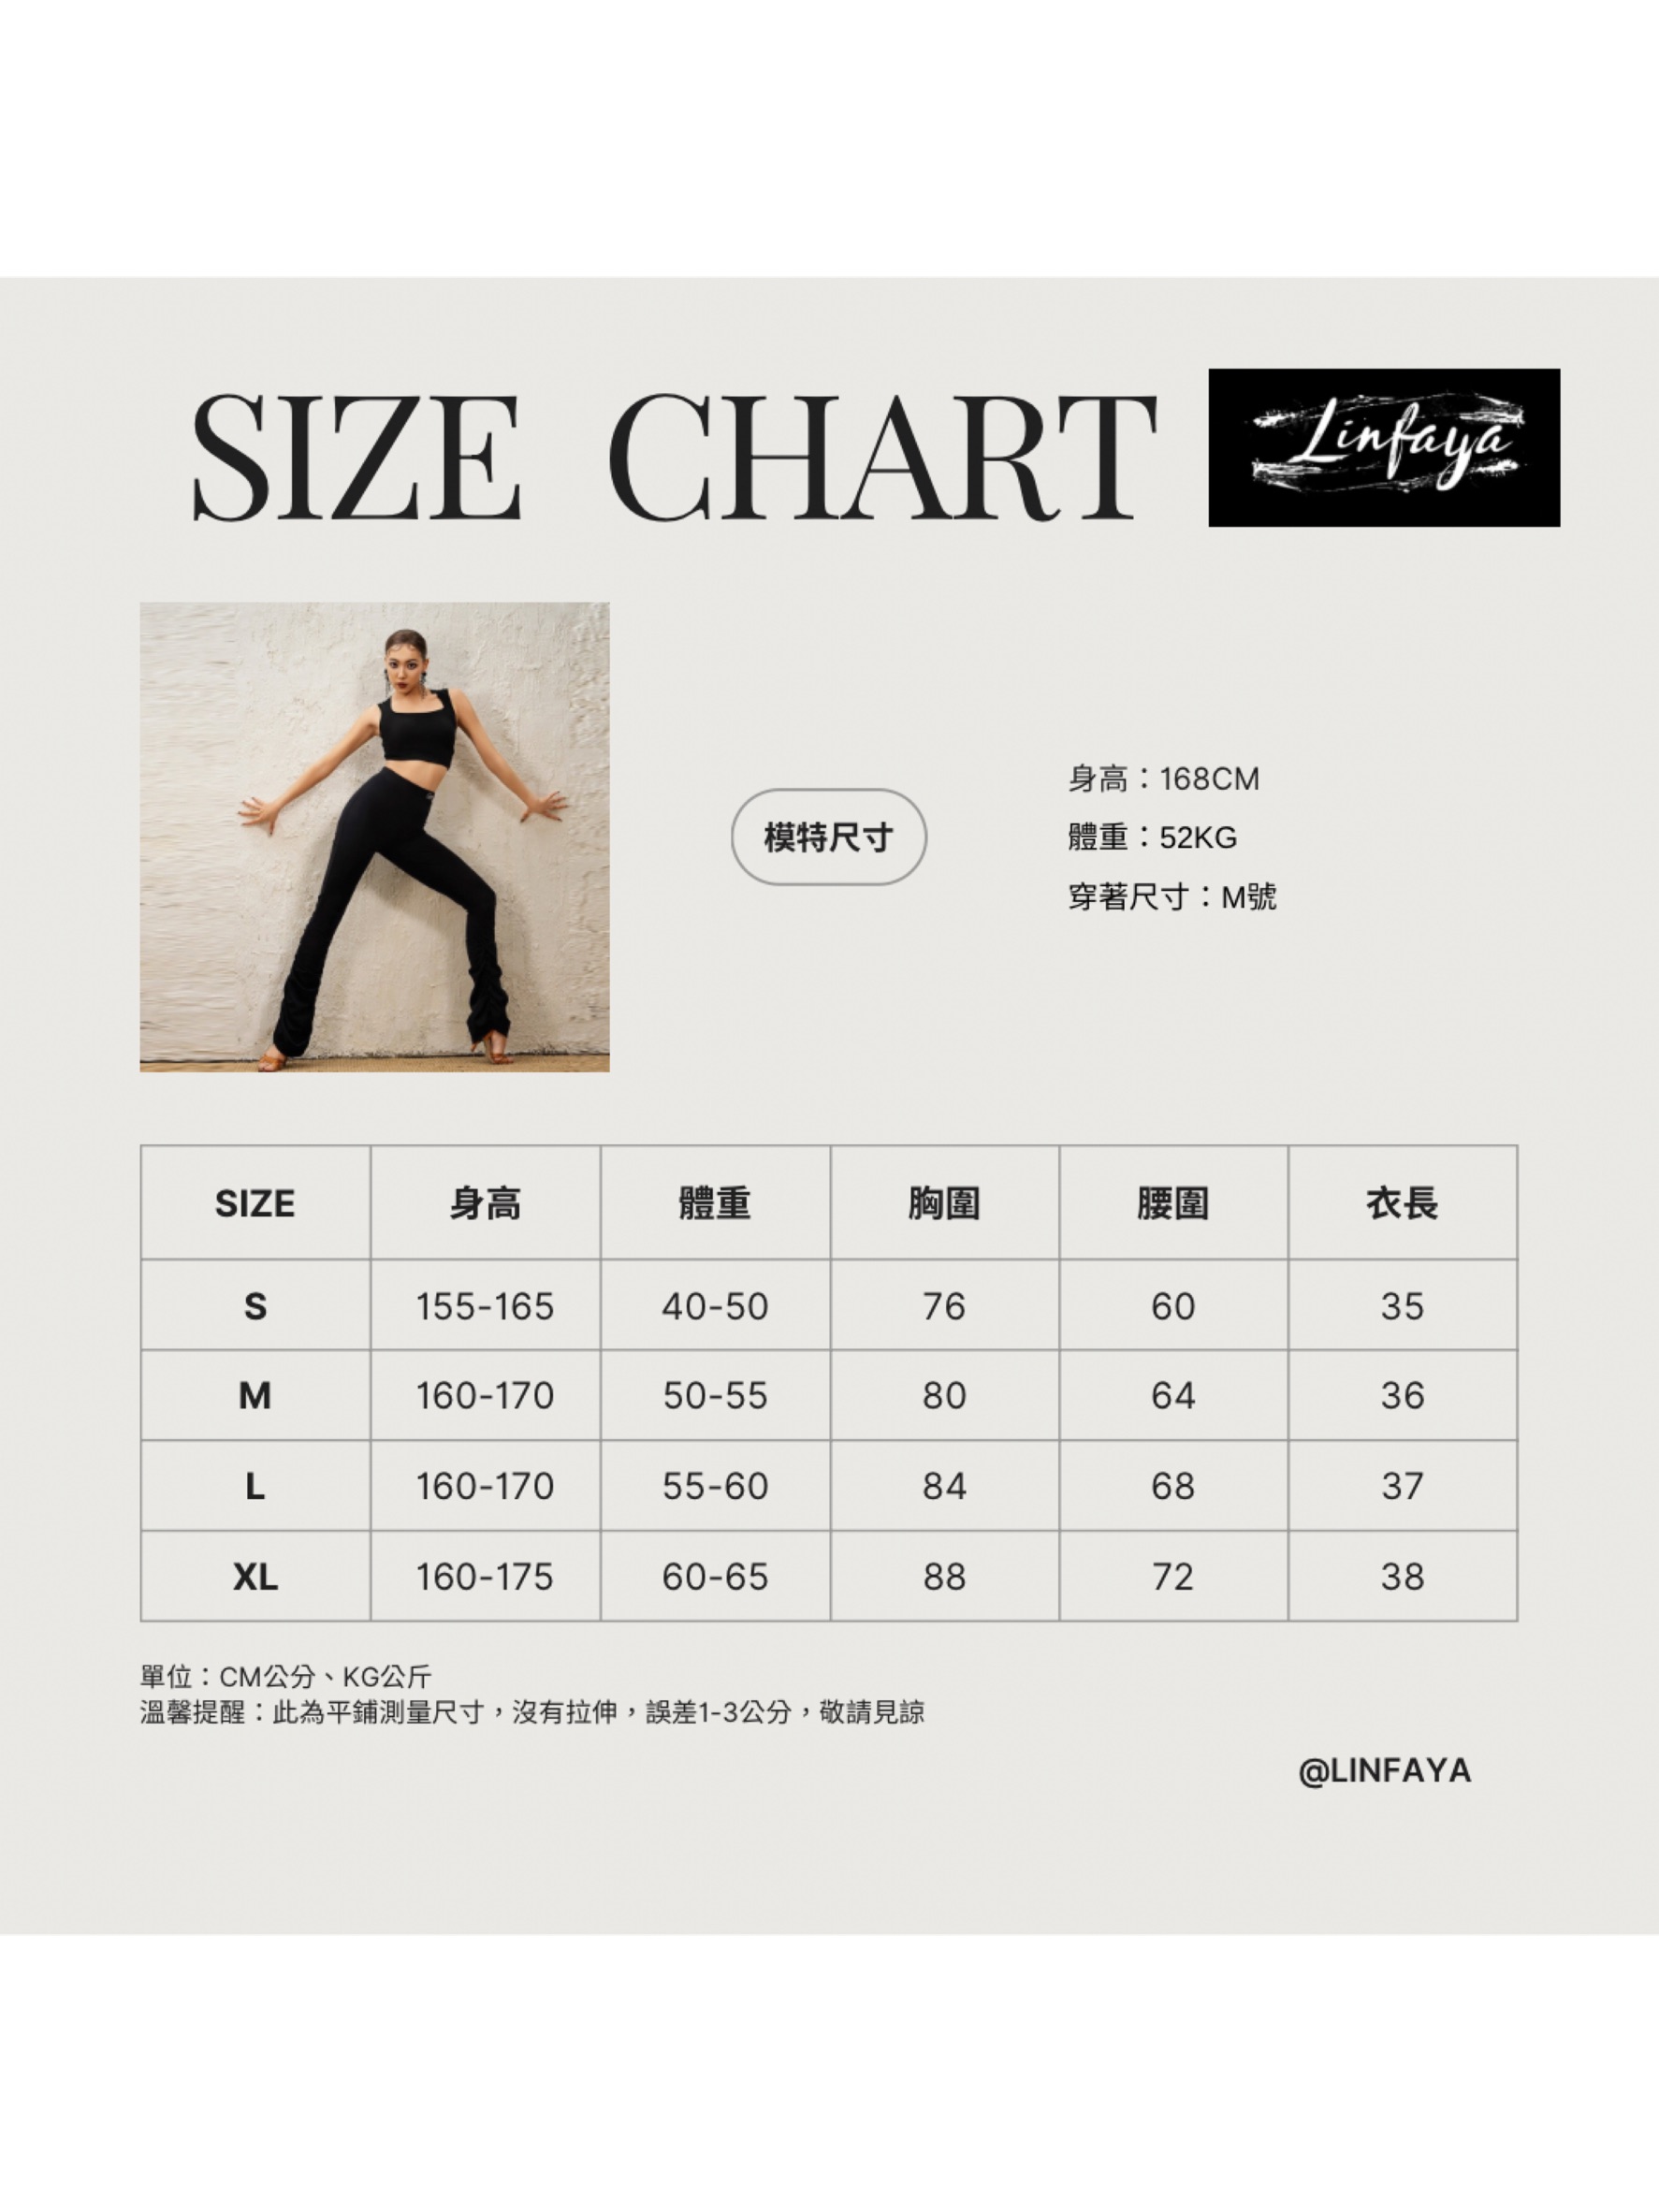 SIZE CHART
Linfaya
模特尺寸
身高：168CM
體重：52KG
穿著尺寸：M號
SIZE 身高 體重 胸圍 腰圍 衣長
S 155-165 40-50 76 60 35
M 160-170 50-55 80 64 36
L 160-170 55-60 84 68 37
XL 160-175 60-65 88 72 38
單位：CM公分、KG公斤
溫馨提醒：此為平鋪測量尺寸，沒有拉伸，誤差1-3公分，敬請見諒
@LINFAYA